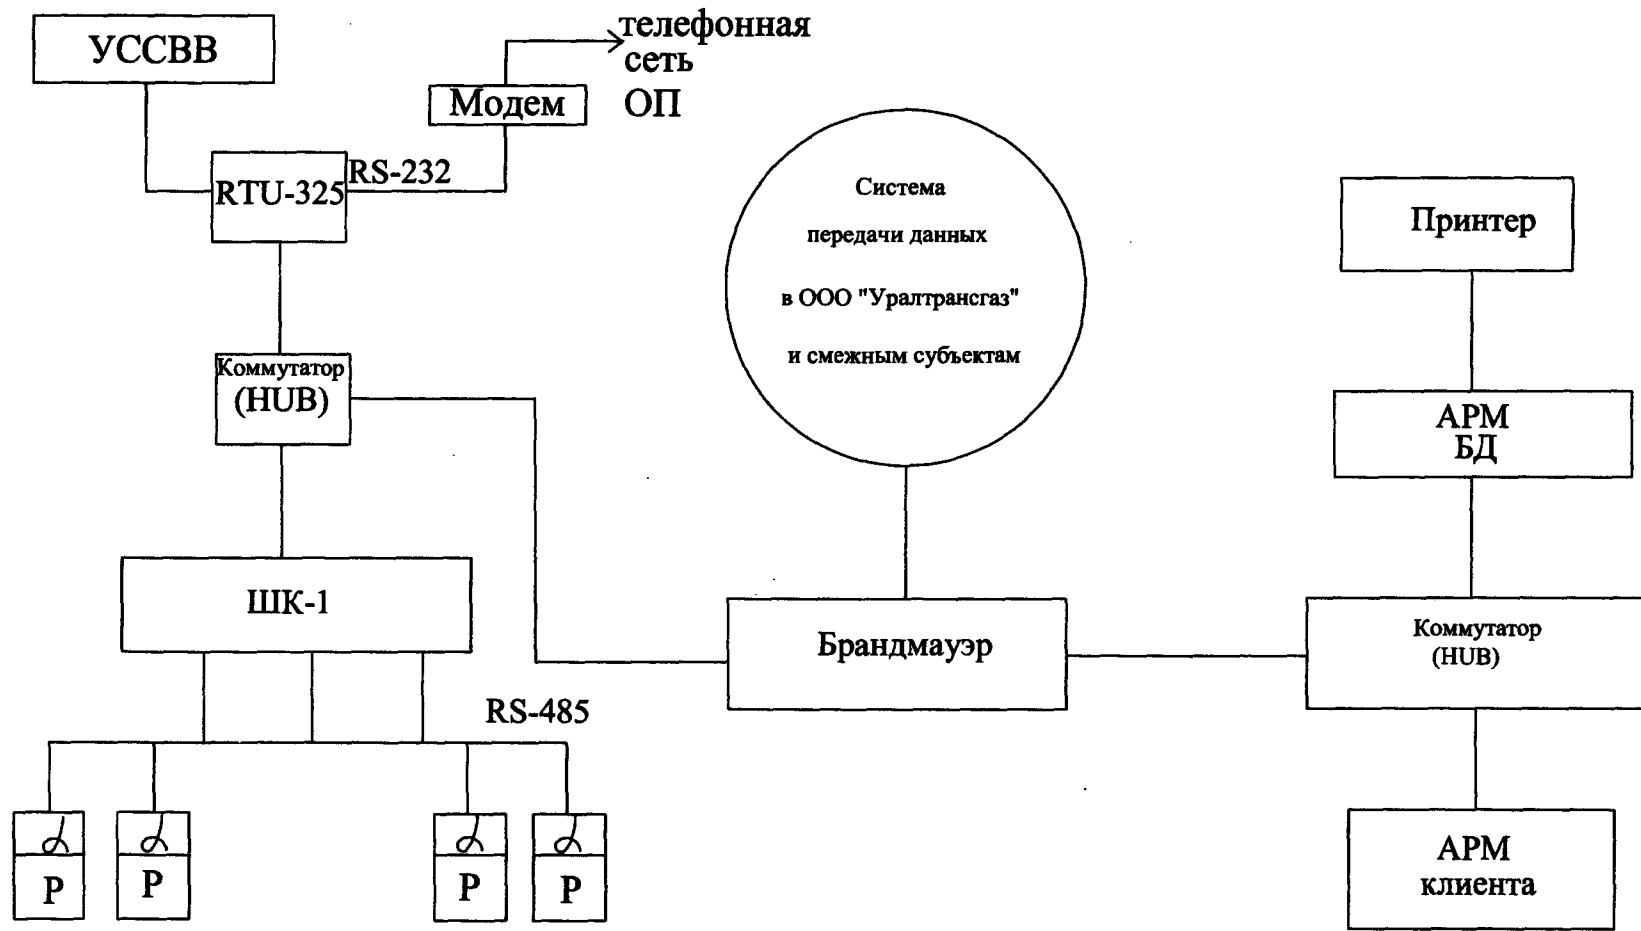 УССВВ
телефонная
сеть
ОП
Модем
RTU-325
RS-232
Коммутатор
(HUB)
ШК-1
RS-485
P
P
P
P
Система
передачи данных
в ООО "Уралтрансгаз"
и смежным субъектам
Брандмауэр
Принтер
АРМ
БД
Коммутатор
(HUB)
АРМ
клиента